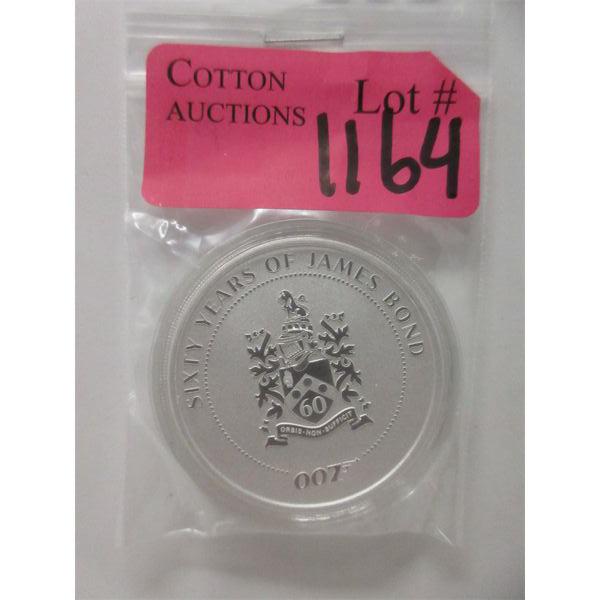 COTTON
AUCTIONS
Lot #
1164
SIXTY YEARS OF JAMES BOND
60
ORBIS·NON·SUFFICIT
007